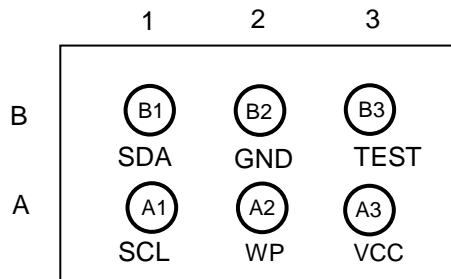 1 2 3
B B1 B2 B3
SDA GND TEST
A A1 A2 A3
SCL WP VCC